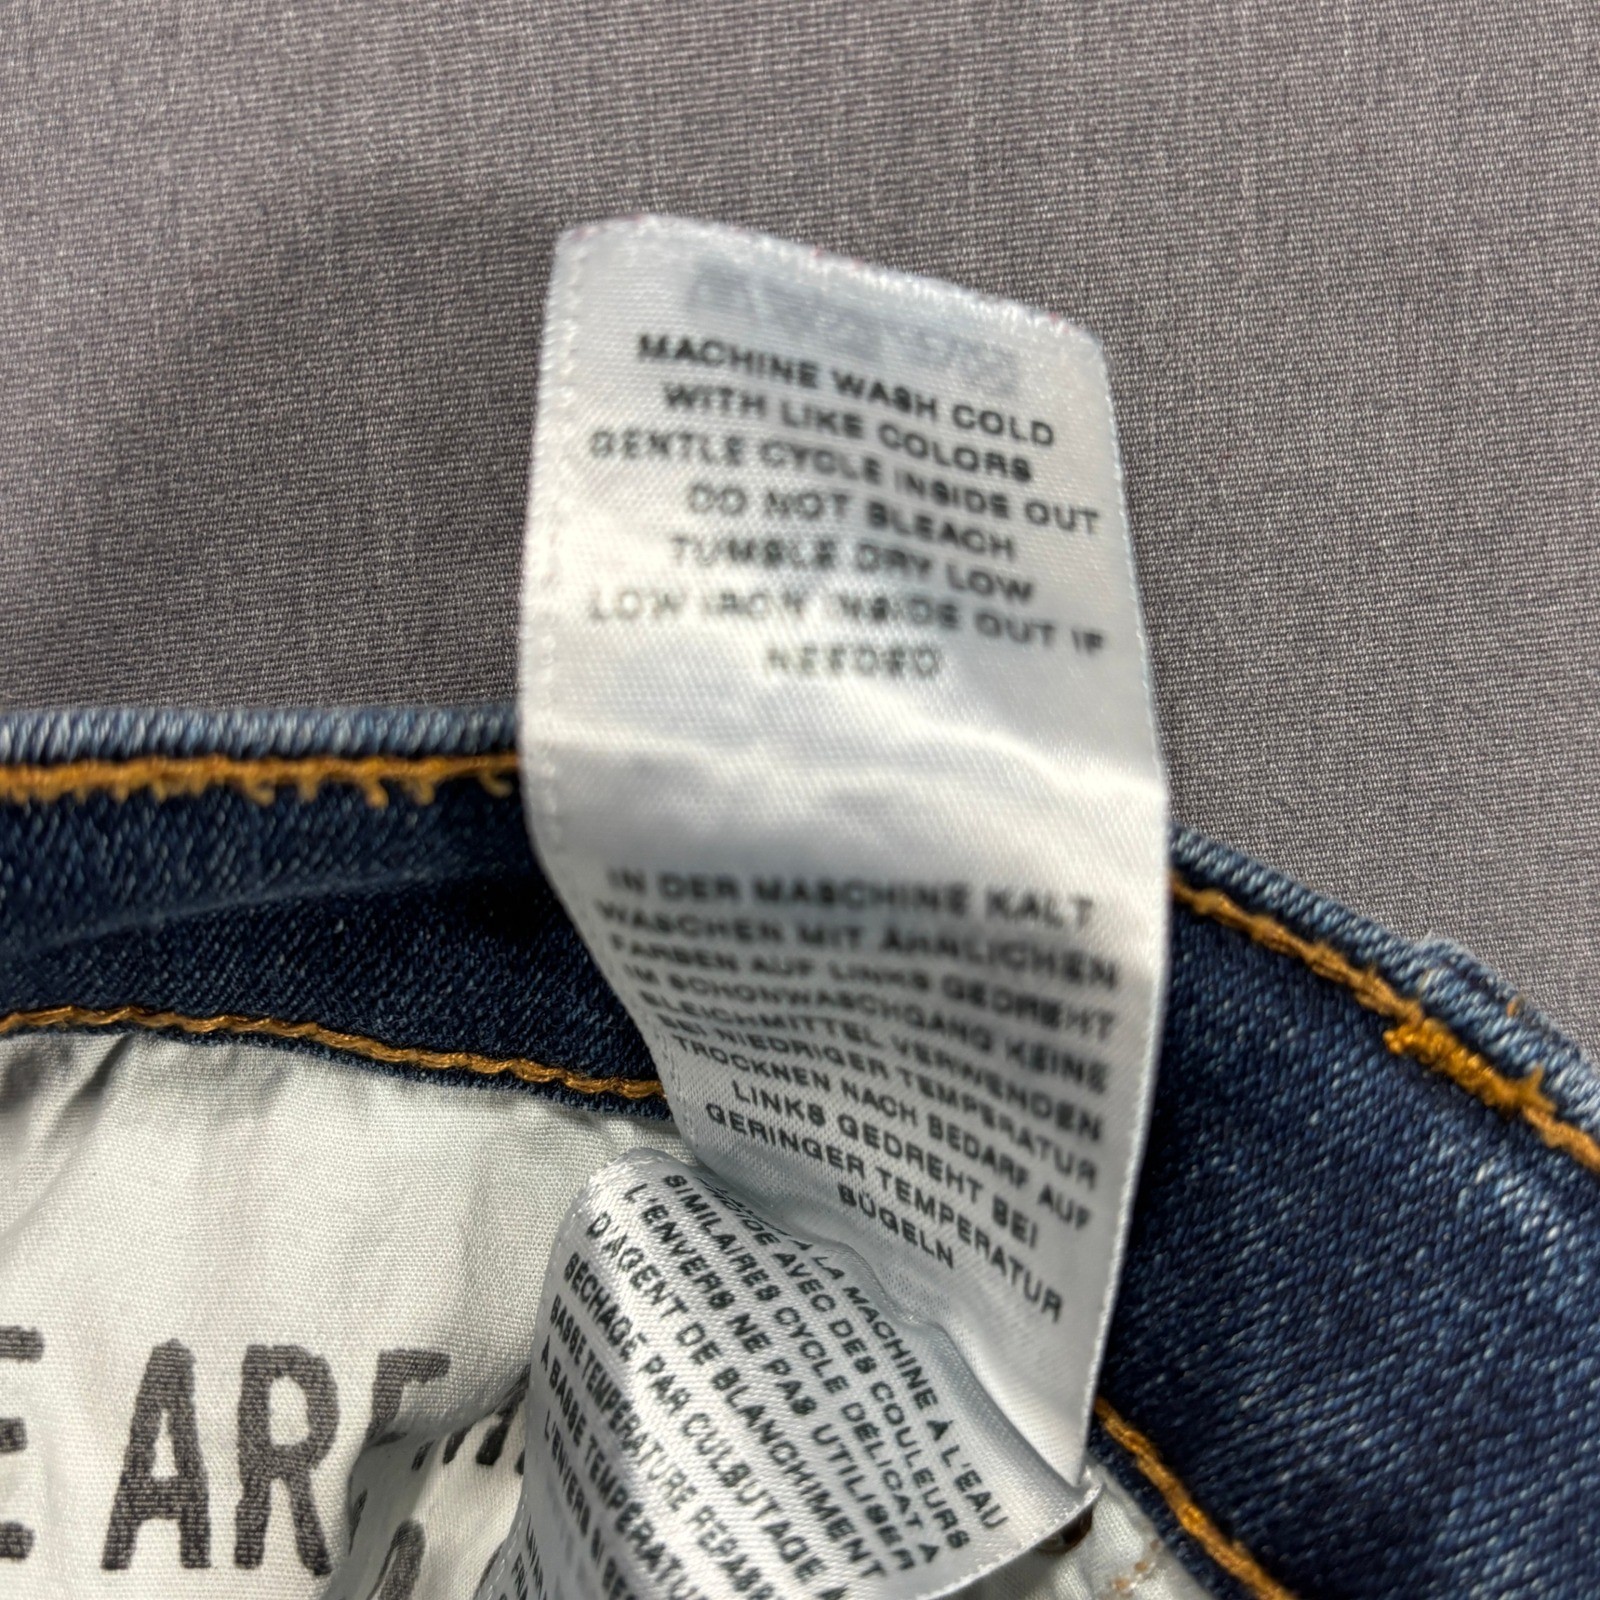 MACHINE WASH COLD
WITH LIKE COLORS
GENTLE CYCLE INSIDE OUT
DO NOT BLEACH
TUMBLE DRY LOW
LOW IRON INSIDE OUT IF
NEEDED
IN DER MASCHINE KALT
WASCHEN MIT ÄHNLICHEN
FARBEN AUF LINKS GEDREHT
IM SCHONWASCHGANG KEINE
BLEICHMITTEL VERWENDEN
BEI NIEDRIGER TEMPERATUR
TROCKNEN NACH BEDARF AUF
LINKS GEDREHT BEI
GERINGER TEMPERATUR
BÜGELN
À LA MACHINE À L'EAU
AVEC DES COULEURS
SIMILAIRES CYCLE DÉLICAT À
L'ENVERS NE PAS UTILISER
D'AGENT DE BLANCHIMENT
SÉCHAGE PAR CULBUTAGE
BASSE TEMPÉRATURE
À BASSE
L'ENVERS